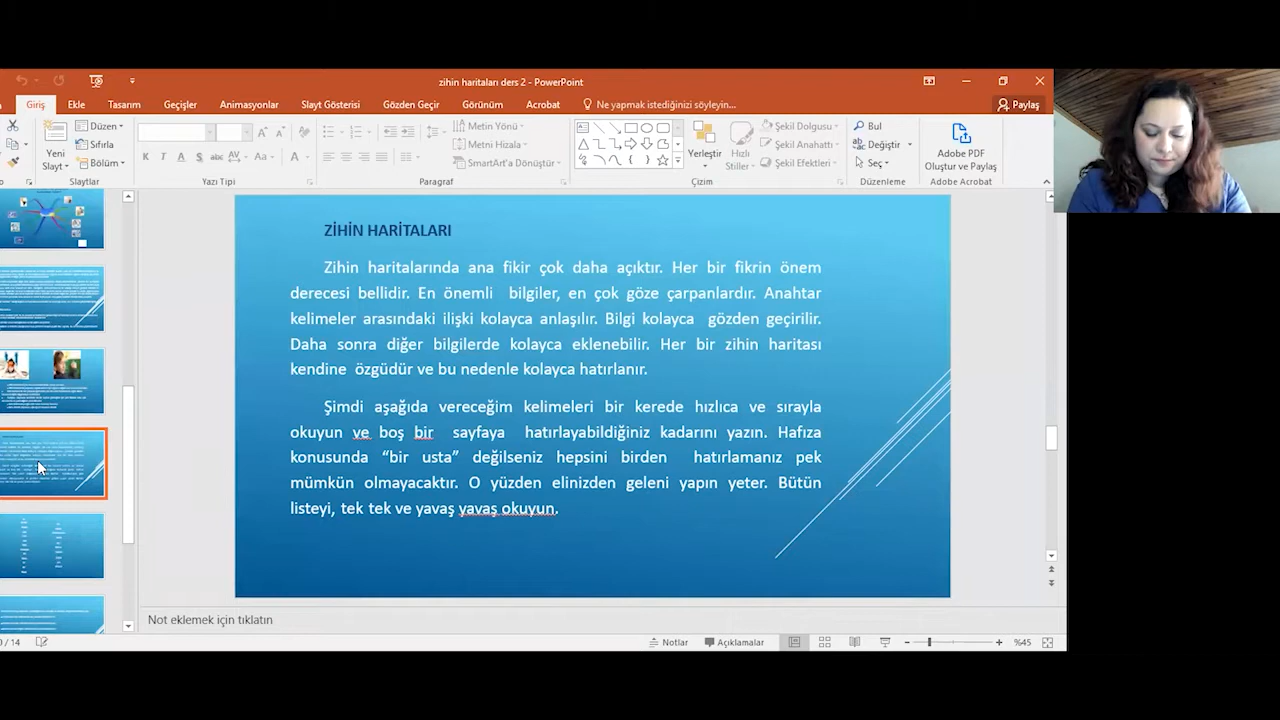 zihin haritaları ders 2 - PowerPoint
Giriş Ekle Tasarım Geçişler Animasyonlar Slayt Gösterisi Gözden Geçir Görünüm Acrobat Ne yapmak istediğinizi söyleyin... Paylaş
Yeni Slayt
Düzen
Sıfırla
Bölüm
Slaytlar
K T A S abc AV Aa A
Yazı Tipi
Metin Yönü
Metni Hizala
SmartArt'a Dönüştür
Paragraf
Yerleştir
Hızlı Stiller
Şekil Dolgusu
Şekil Anahattı
Şekil Efektleri
Çizim
Bul
Değiştir
Seç
Düzenleme
Adobe PDF
Oluştur ve Paylaş
Adobe Acrobat
ZİHİN HARİTALARI
Zihin haritalarında ana fikir çok daha açıktır. Her bir fikrin önem
derecesi bellidir. En önemli bilgiler, en çok göze çarpanlardır. Anahtar
kelimeler arasındaki ilişki kolayca anlaşılır. Bilgi kolayca gözden geçirilir.
Daha sonra diğer bilgilerde kolayca eklenebilir. Her bir zihin haritası
kendine özgüdür ve bu nedenle kolayca hatırlanır.
Şimdi aşağıda vereceğim kelimeleri bir kerede hızlıca ve sırayla
okuyun ve boş bir sayfaya hatırlayabildiğiniz kadarını yazın. Hafıza
konusunda “bir usta” değilseniz hepsini birden hatırlamanız pek
mümkün olmayacaktır. O yüzden elinizden geleni yapın yeter. Bütün
listeyi, tek tek ve yavaş yavaş okuyun.
Not eklemek için tıklatın
/ 14 Notlar Açıklamalar %45